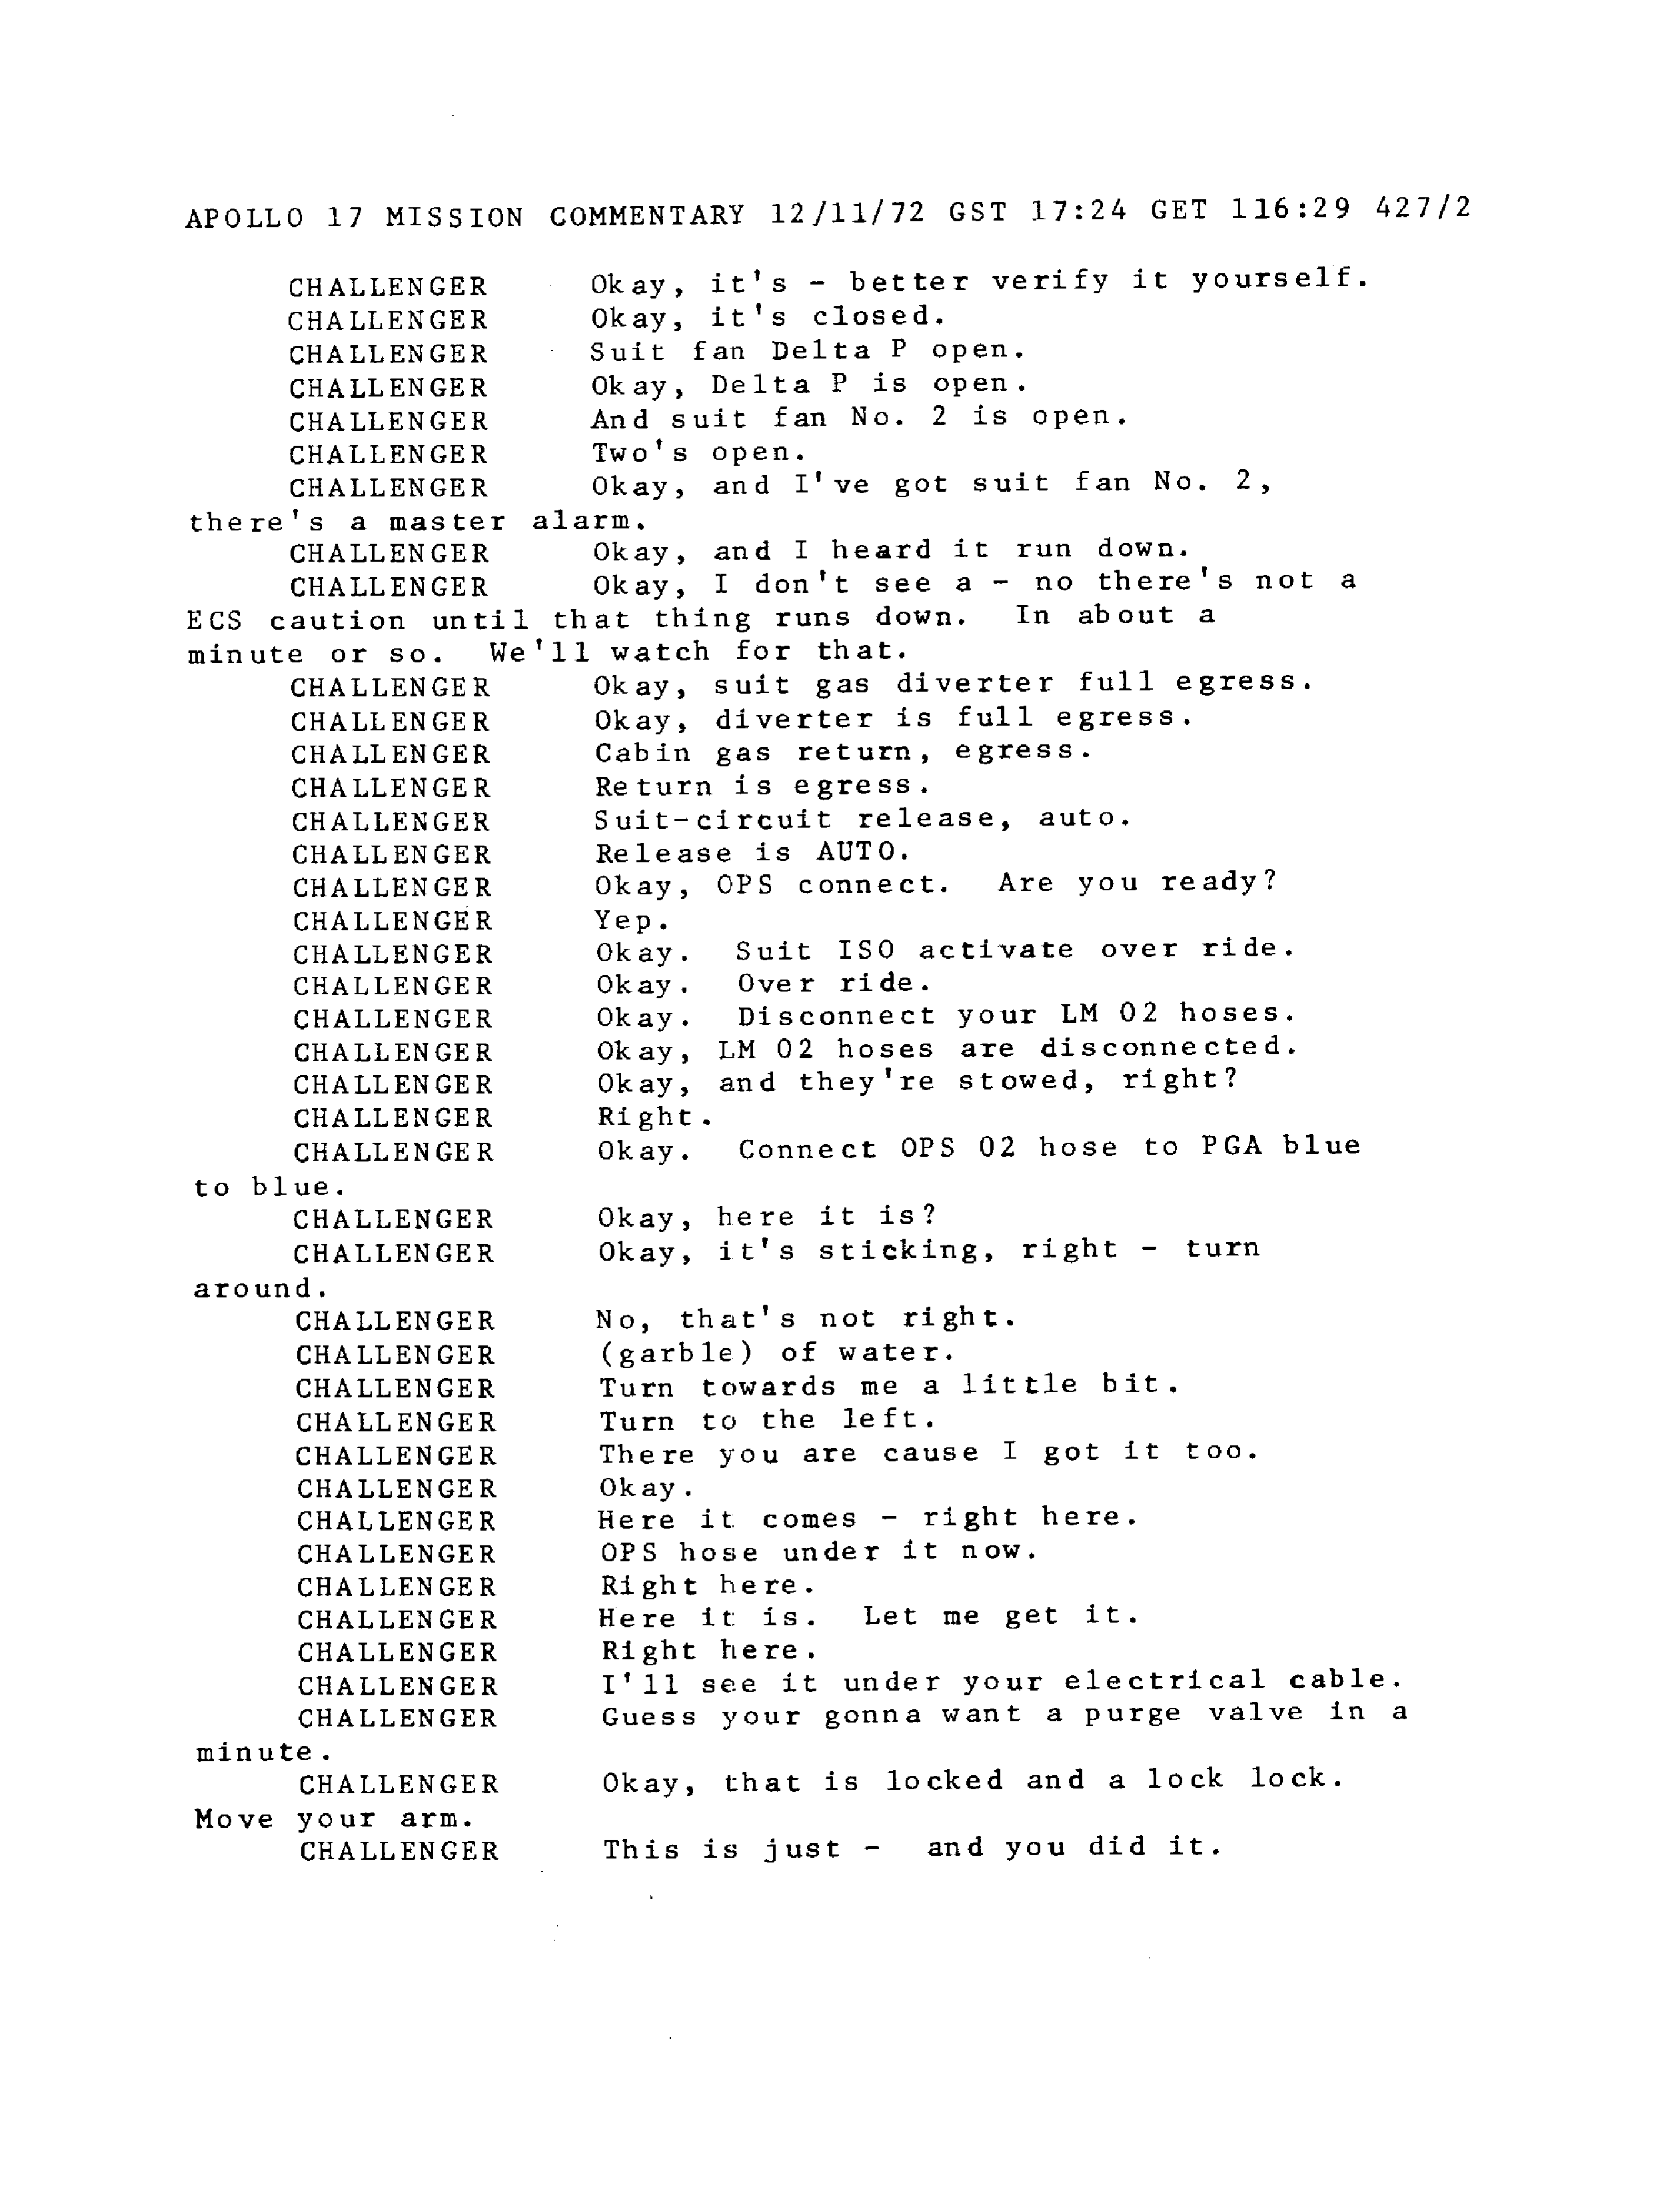 APOLLO 17 MISSION COMMENTARY 12/11/72 GST 17:24 GET 116:29 427/2
CHALLENGER Okay, it's - better verify it yourself.
CHALLENGER Okay, it's closed.
CHALLENGER Suit fan Delta P open.
CHALLENGER Okay, Delta P is open.
CHALLENGER And suit fan No. 2 is open.
CHALLENGER Two's open.
CHALLENGER Okay, and I've got suit fan No. 2,
there's a master alarm.
CHALLENGER Okay, and I heard it run down.
CHALLENGER Okay, I don't see a - no there's not a
ECS caution until that thing runs down. In about a
minute or so. We'll watch for that.
CHALLENGER Okay, suit gas diverter full egress.
CHALLENGER Okay, diverter is full egress.
CHALLENGER Cabin gas return, egress.
CHALLENGER Return is egress.
CHALLENGER Suit-circuit release, auto.
CHALLENGER Release is AUTO.
CHALLENGER Okay, OPS connect. Are you ready?
CHALLENGER Yep.
CHALLENGER Okay. Suit ISO activate over ride.
CHALLENGER Okay. Over ride.
CHALLENGER Okay. Disconnect your LM 02 hoses.
CHALLENGER Okay, LM 02 hoses are disconnected.
CHALLENGER Okay, and they're stowed, right?
CHALLENGER Right.
CHALLENGER Okay. Connect OPS 02 hose to PGA blue
to blue.
CHALLENGER Okay, here it is?
CHALLENGER Okay, it's sticking, right - turn
around.
CHALLENGER No, that's not right.
CHALLENGER (garble) of water.
CHALLENGER Turn towards me a little bit.
CHALLENGER Turn to the left.
CHALLENGER There you are cause I got it too.
CHALLENGER Okay.
CHALLENGER Here it comes - right here.
CHALLENGER OPS hose under it now.
CHALLENGER Right here.
CHALLENGER Here it is. Let me get it.
CHALLENGER Right here.
CHALLENGER I'll see it under your electrical cable.
CHALLENGER Guess your gonna want a purge valve in a
minute.
CHALLENGER Okay, that is locked and a lock lock.
Move your arm.
CHALLENGER This is just - and you did it.